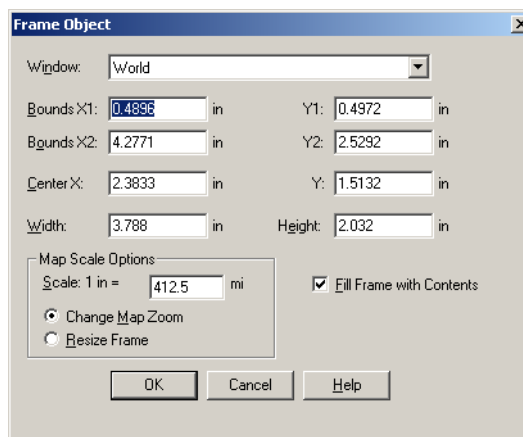 Frame Object
Window: World
Bounds X1: 0.4896 in Y1: 0.4972 in
Bounds X2: 4.2771 in Y2: 2.5292 in
Center X: 2.3833 in Y: 1.5132 in
Width: 3.788 in Height: 2.032 in
Map Scale Options
Scale: 1 in = 412.5 mi
Fill Frame with Contents
Change Map Zoom
Resize Frame
OK Cancel Help